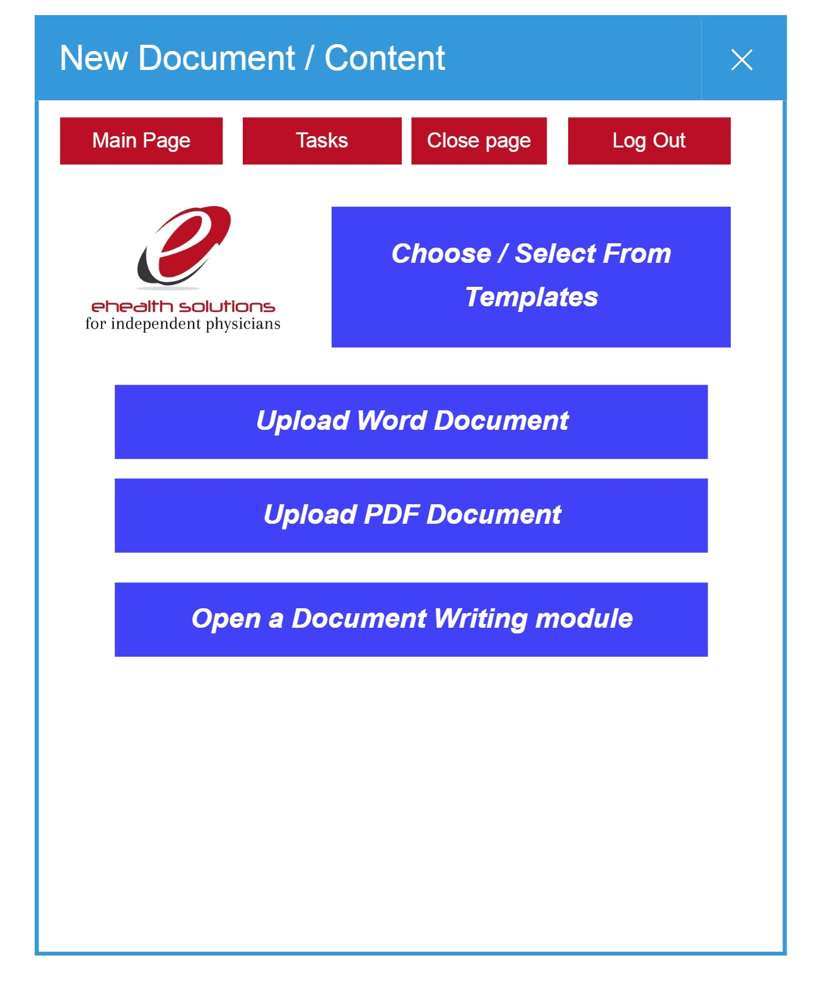 New Document / Content
Main Page
Tasks
Close page
Log Out
e
ehealth solutions
for independent physicians
Choose / Select From
Templates
Upload Word Document
Upload PDF Document
Open a Document Writing module